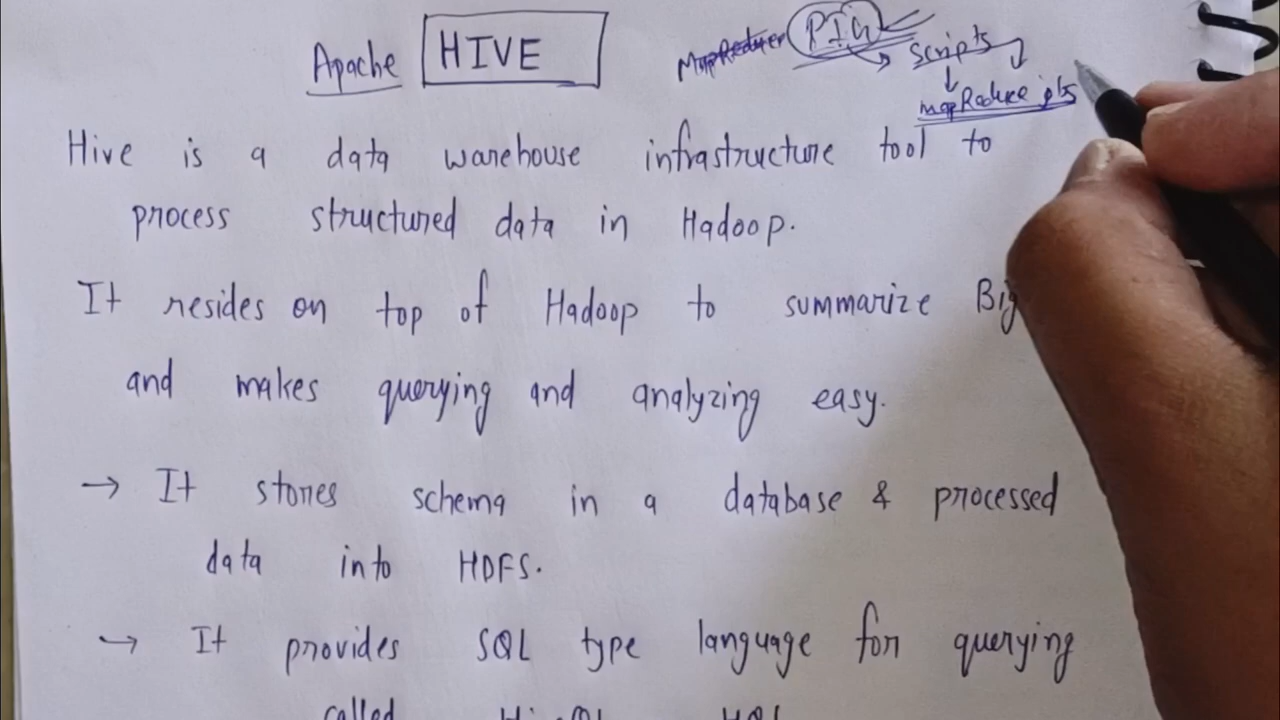 Apache HIVE
MapReducer PIG Scripts
mapReduce jobs
Hive is a data warehouse infrastructure tool to
process structured data in Hadoop.
It resides on top of Hadoop to summarize Big
and makes querying and analyzing easy.
→ It stores schema in a database & processed
data into HDFS.
→ It provides SQL type language for querying
called